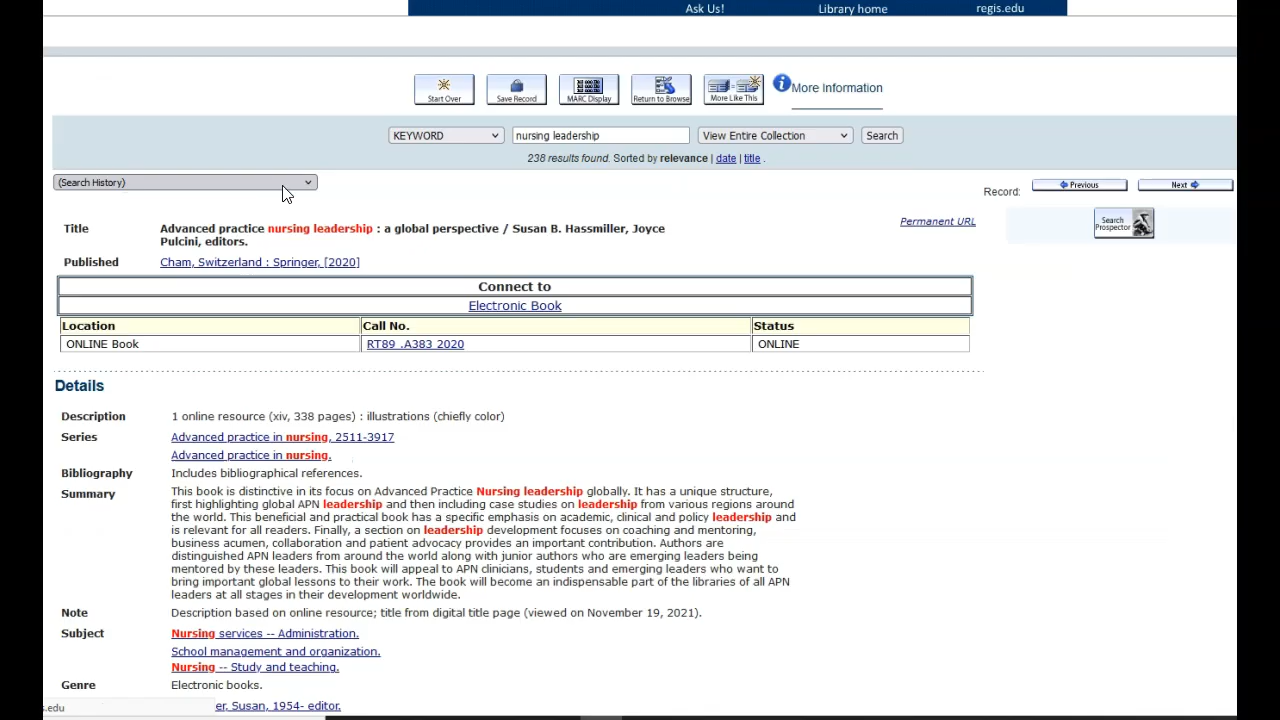 Ask Us! Library home regis.edu
Start Over Save Record MARC Display Return to Browse More Like This More Information
KEYWORD nursing leadership View Entire Collection Search
238 results found. Sorted by relevance | date | title .
(Search History)
Record: Previous Next
Search Prospector
Permanent URL
Title Advanced practice nursing leadership : a global perspective / Susan B. Hassmiller, Joyce
Pulcini, editors.
Published Cham, Switzerland : Springer, [2020]
Connect to
Electronic Book
Location Call No. Status
ONLINE Book RT89 .A383 2020 ONLINE
Details
Description 1 online resource (xiv, 338 pages) : illustrations (chiefly color)
Series Advanced practice in nursing, 2511-3917
Advanced practice in nursing.
Bibliography Includes bibliographical references.
Summary This book is distinctive in its focus on Advanced Practice Nursing leadership globally. It has a unique structure,
first highlighting global APN leadership and then including case studies on leadership from various regions around
the world. This beneficial and practical book has a specific emphasis on academic, clinical and policy leadership and
is relevant for all readers. Finally, a section on leadership development focuses on coaching and mentoring,
business acumen, collaboration and patient advocacy provides an important contribution. Authors are
distinguished APN leaders from around the world along with junior authors who are emerging leaders being
mentored by these leaders. This book will appeal to APN clinicians, students and emerging leaders who want to
bring important global lessons to their work. The book will become an indispensable part of the libraries of all APN
leaders at all stages in their development worldwide.
Note Description based on online resource; title from digital title page (viewed on November 19, 2021).
Subject Nursing services -- Administration.
School management and organization.
Nursing -- Study and teaching.
Genre Electronic books.
s.edu er, Susan, 1954- editor.